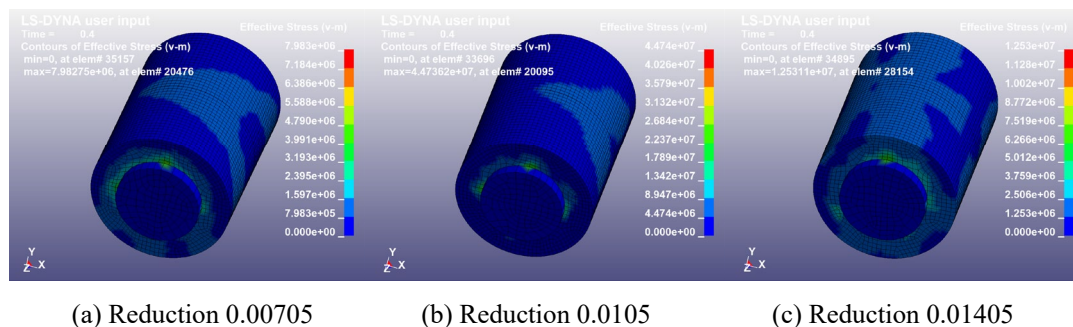 LS-DYNA user input
Time = 0.4
Contours of Effective Stress (v-m)
min=0, at elem# 35157
max=7.98275e+06, at elem# 20476
Effective Stress (v-m)
7.983e+06
7.184e+06
6.386e+06
5.588e+06
4.790e+06
3.991e+06
3.193e+06
2.395e+06
1.597e+06
7.983e+05
0.000e+00
Y
Z X
LS-DYNA user input
Time = 0.4
Contours of Effective Stress (v-m)
min=0, at elem# 33696
max=4.47362e+07, at elem# 20095
Effective Stress (v-m)
4.474e+07
4.026e+07
3.579e+07
3.132e+07
2.684e+07
2.237e+07
1.789e+07
1.342e+07
8.947e+06
4.474e+06
0.000e+00
Y
Z X
LS-DYNA user input
Time = 0.4
Contours of Effective Stress (v-m)
min=0, at elem# 34895
max=1.25311e+07, at elem# 28154
Effective Stress (v-m)
1.253e+07
1.128e+07
1.002e+07
8.772e+06
7.519e+06
6.266e+06
5.012e+06
3.759e+06
2.506e+06
1.253e+06
0.000e+00
Y
Z X
(a) Reduction 0.00705
(b) Reduction 0.0105
(c) Reduction 0.01405